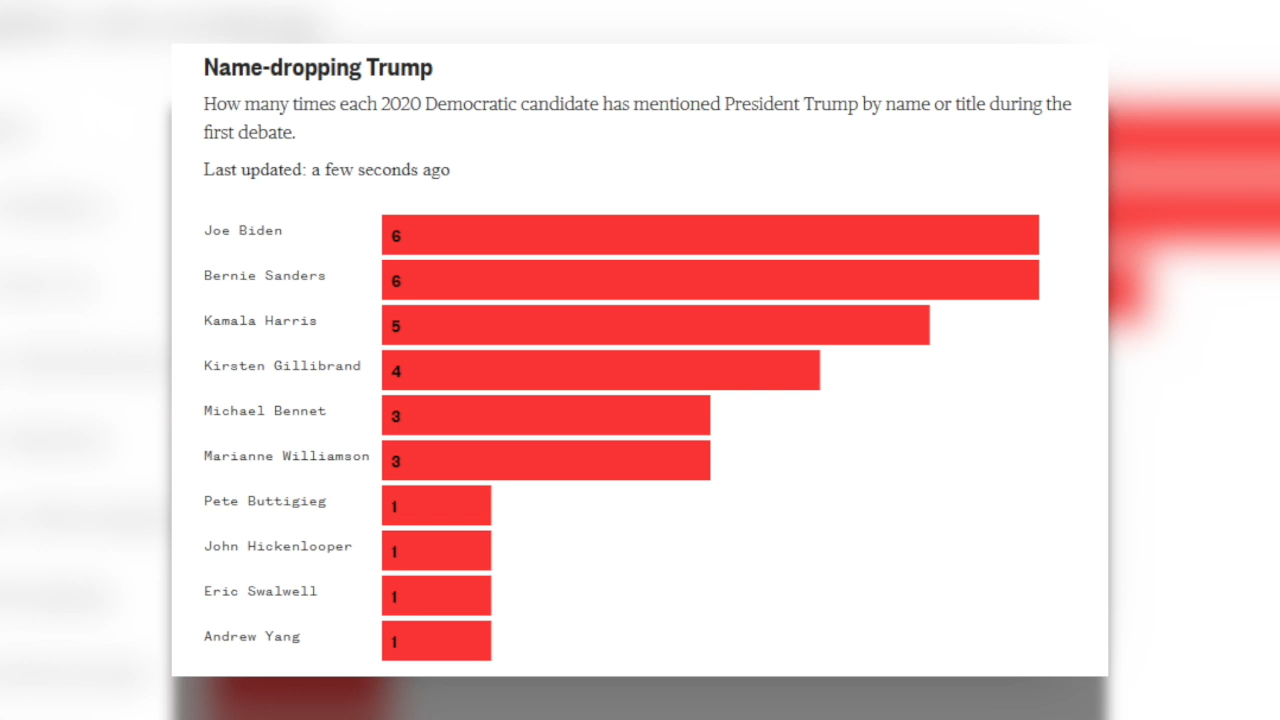 Name-dropping Trump
How many times each 2020 Democratic candidate has mentioned President Trump by name or title during the
first debate.
Last updated: a few seconds ago
Joe Biden 6
Bernie Sanders 6
Kamala Harris 5
Kirsten Gillibrand 4
Michael Bennet 3
Marianne Williamson 3
Pete Buttigieg 1
John Hickenlooper 1
Eric Swalwell 1
Andrew Yang 1